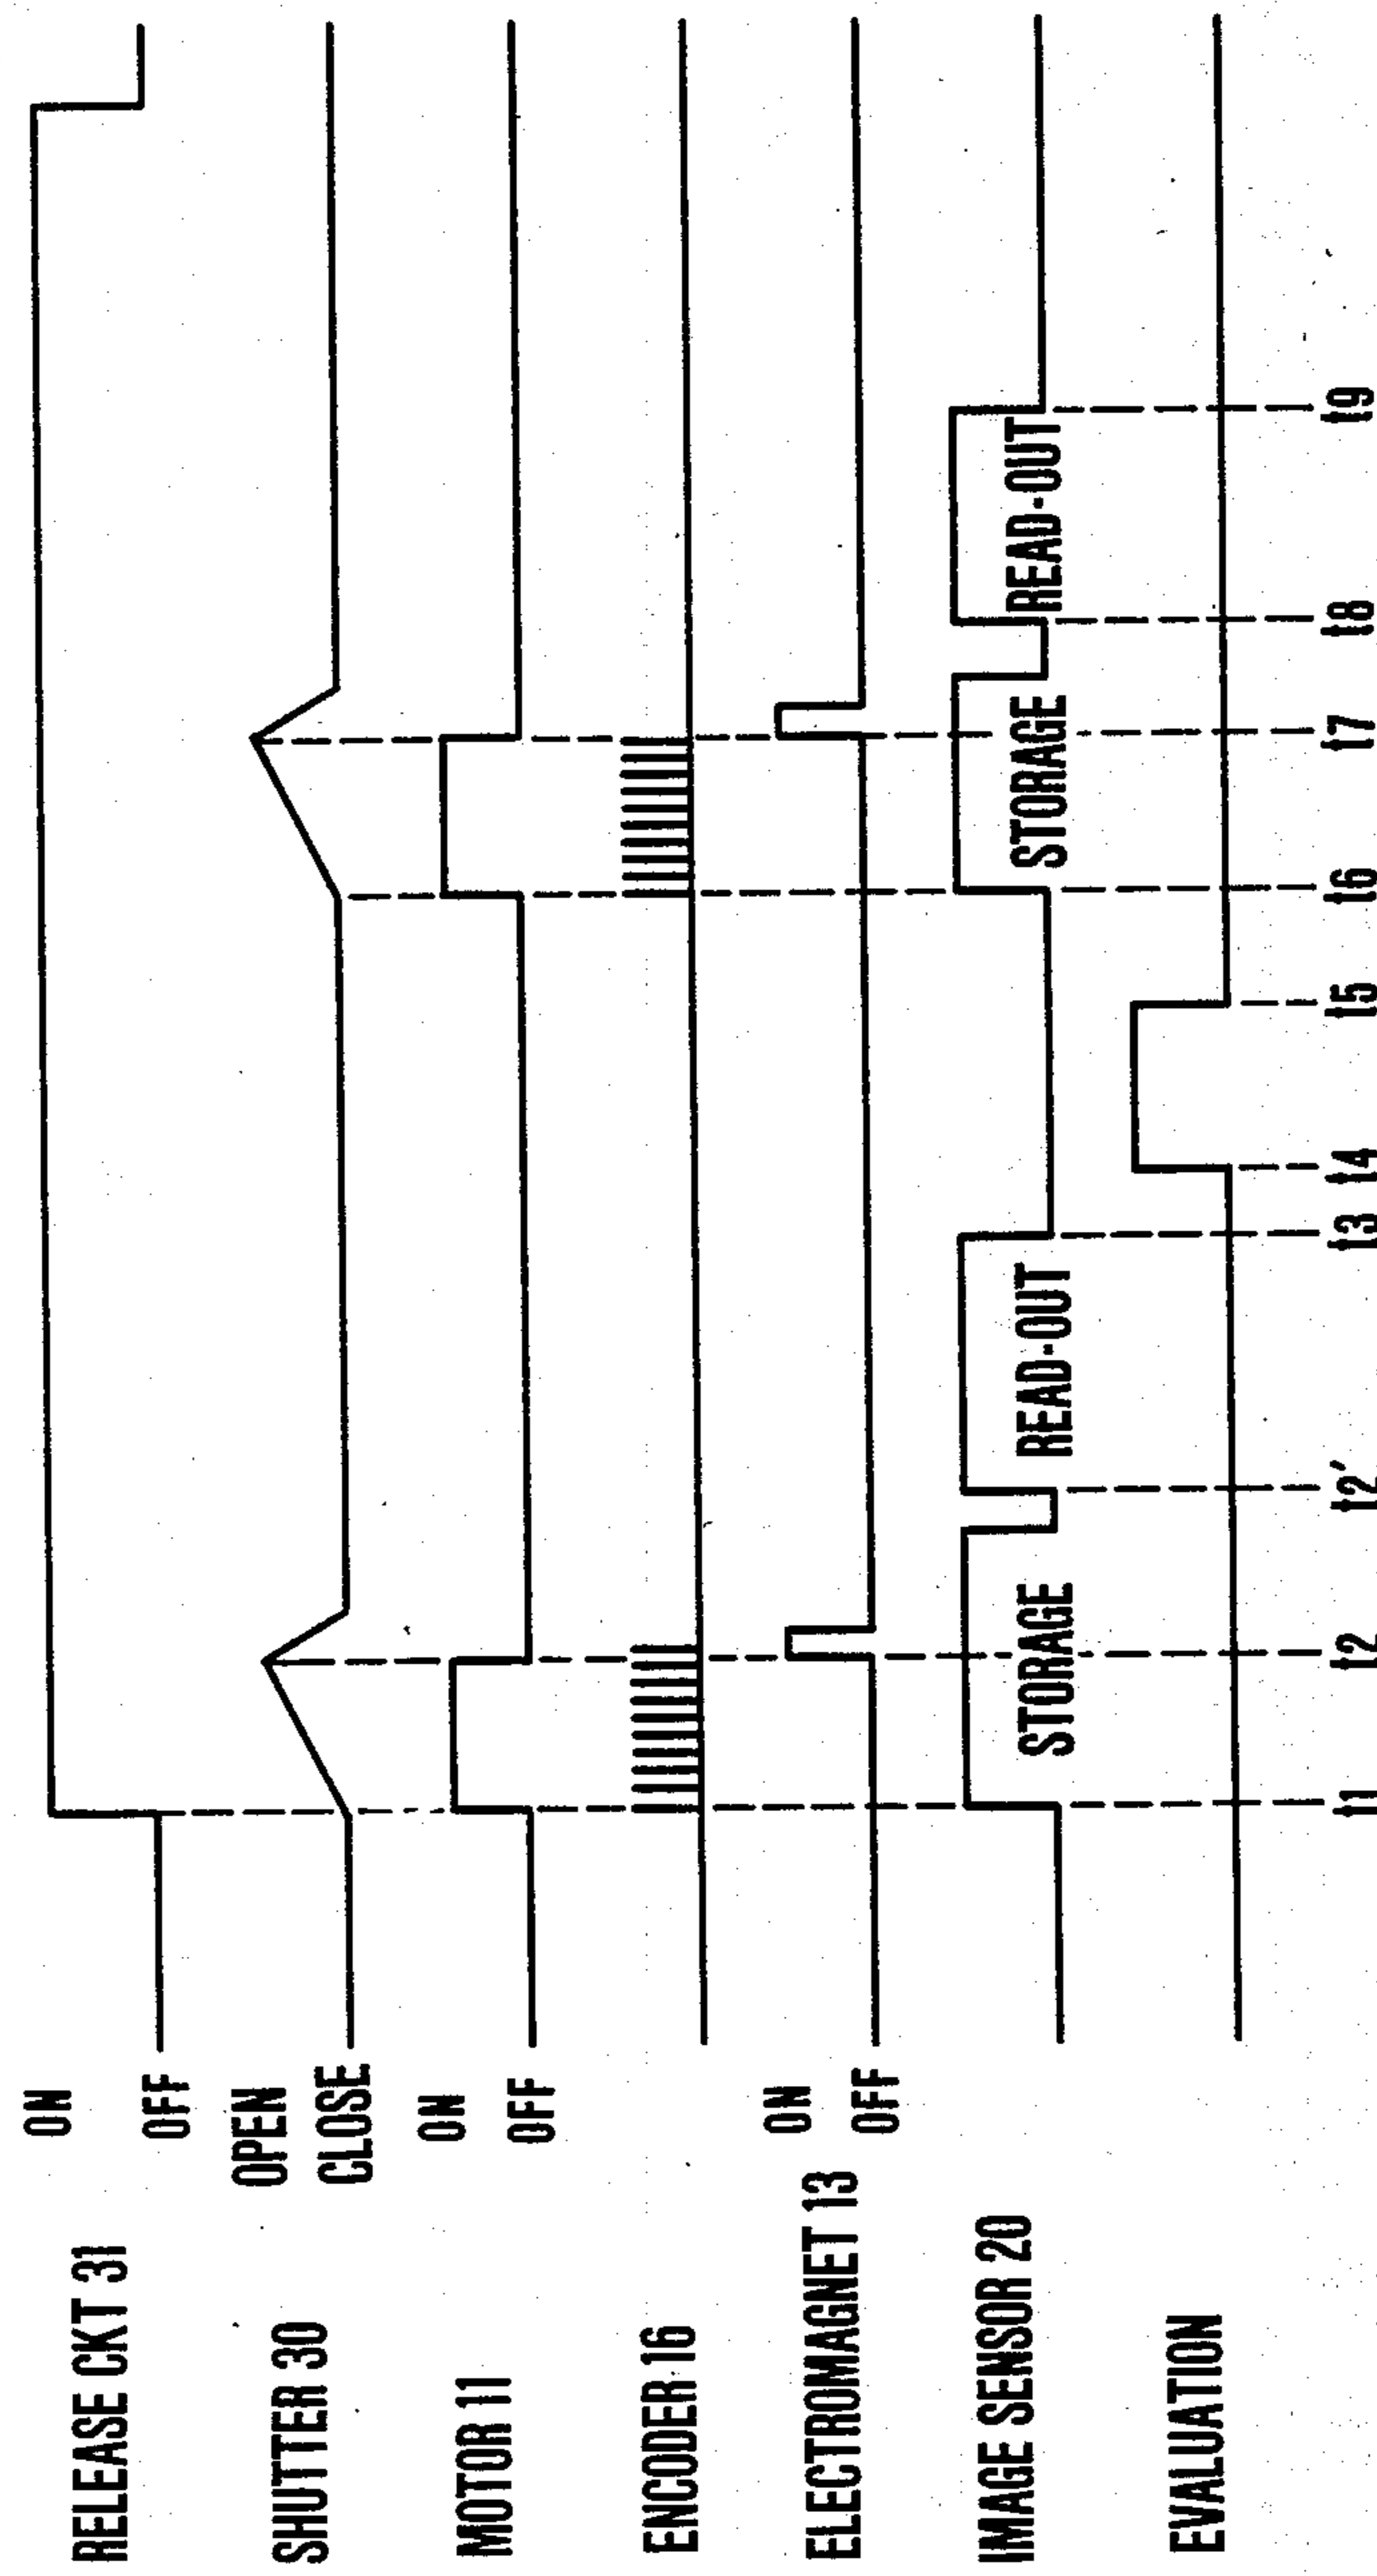 RELEASE CKT 31
ON
OFF
SHUTTER 30
OPEN
CLOSE
MOTOR 11
ON
OFF
ENCODER 16
ELECTROMAGNET 13
ON
OFF
IMAGE SENSOR 20
STORAGE
READ-OUT
STORAGE
READ-OUT
EVALUATION
t1
t2
t2'
t3
t4
t5
t6
t7
t8
t9